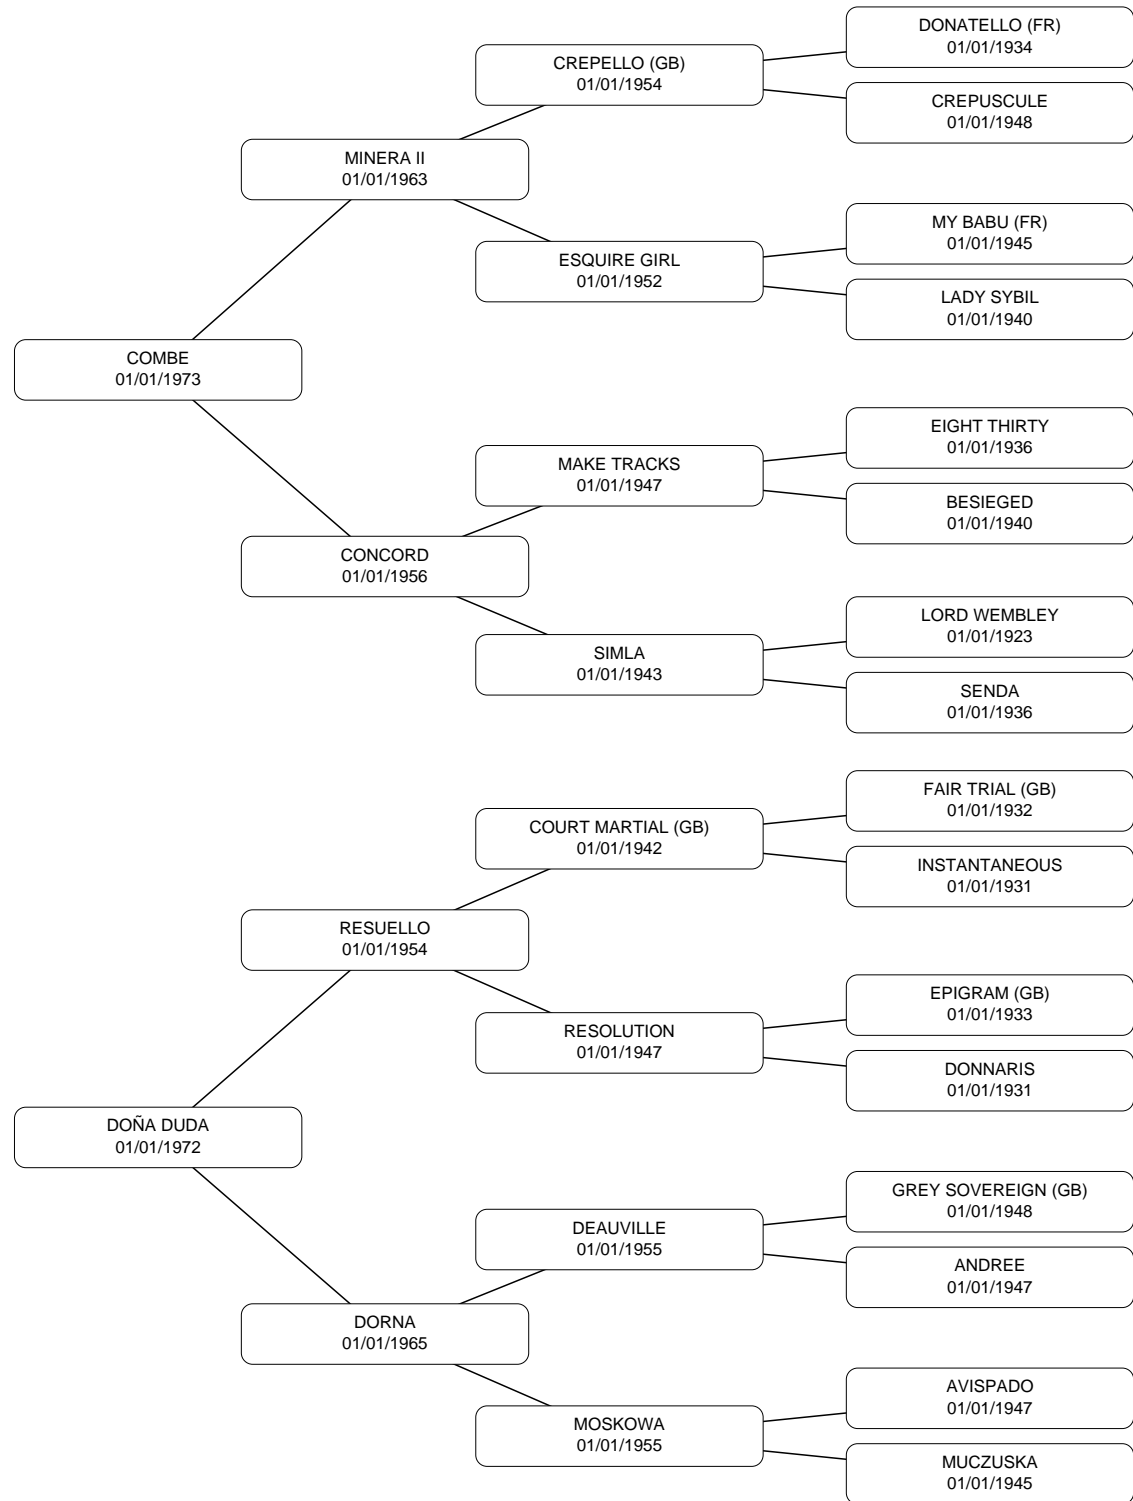 DONATELLO (FR)
01/01/1934
CREPELLO (GB)
01/01/1954
CREPUSCULE
01/01/1948
MINERA II
01/01/1963
MY BABU (FR)
01/01/1945
ESQUIRE GIRL
01/01/1952
LADY SYBIL
01/01/1940
COMBE
01/01/1973
EIGHT THIRTY
01/01/1936
MAKE TRACKS
01/01/1947
BESIEGED
01/01/1940
CONCORD
01/01/1956
LORD WEMBLEY
01/01/1923
SIMLA
01/01/1943
SENDA
01/01/1936
FAIR TRIAL (GB)
01/01/1932
COURT MARTIAL (GB)
01/01/1942
INSTANTANEOUS
01/01/1931
RESUELLO
01/01/1954
EPIGRAM (GB)
01/01/1933
RESOLUTION
01/01/1947
DONNARIS
01/01/1931
DOÑA DUDA
01/01/1972
GREY SOVEREIGN (GB)
01/01/1948
DEAUVILLE
01/01/1955
ANDREE
01/01/1947
DORNA
01/01/1965
AVISPADO
01/01/1947
MOSKOWA
01/01/1955
MUCZUSKA
01/01/1945